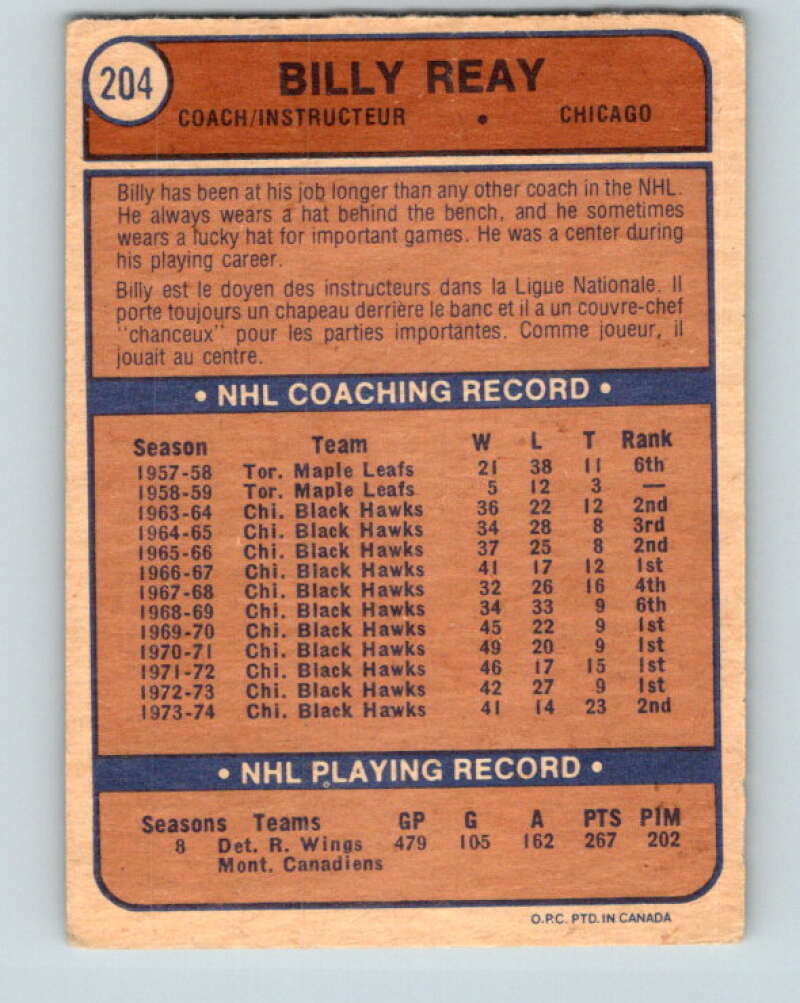 204
BILLY REAY
COACH/INSTRUCTEUR • CHICAGO
Billy has been at his job longer than any other coach in the NHL.
He always wears a hat behind the bench, and he sometimes
wears a lucky hat for important games. He was a center during
his playing career.
Billy est le doyen des instructeurs dans la Ligue Nationale. Il
porte toujours un chapeau derrière le banc et il a un couvre-chef
"chanceux" pour les parties importantes. Comme joueur, il
jouait au centre.
• NHL COACHING RECORD •
Season Team W L T Rank
1957-58 Tor. Maple Leafs 21 38 11 6th
1958-59 Tor. Maple Leafs 5 12 3 —
1963-64 Chi. Black Hawks 36 22 12 2nd
1964-65 Chi. Black Hawks 34 28 8 3rd
1965-66 Chi. Black Hawks 37 25 8 2nd
1966-67 Chi. Black Hawks 41 17 12 1st
1967-68 Chi. Black Hawks 32 26 16 4th
1968-69 Chi. Black Hawks 34 33 9 6th
1969-70 Chi. Black Hawks 45 22 9 1st
1970-71 Chi. Black Hawks 49 20 9 1st
1971-72 Chi. Black Hawks 46 17 15 1st
1972-73 Chi. Black Hawks 42 27 9 1st
1973-74 Chi. Black Hawks 41 14 23 2nd
• NHL PLAYING RECORD •
Seasons Teams GP G A PTS PIM
8 Det. R. Wings 479 105 162 267 202
Mont. Canadiens
O.P.C. PTD. IN CANADA